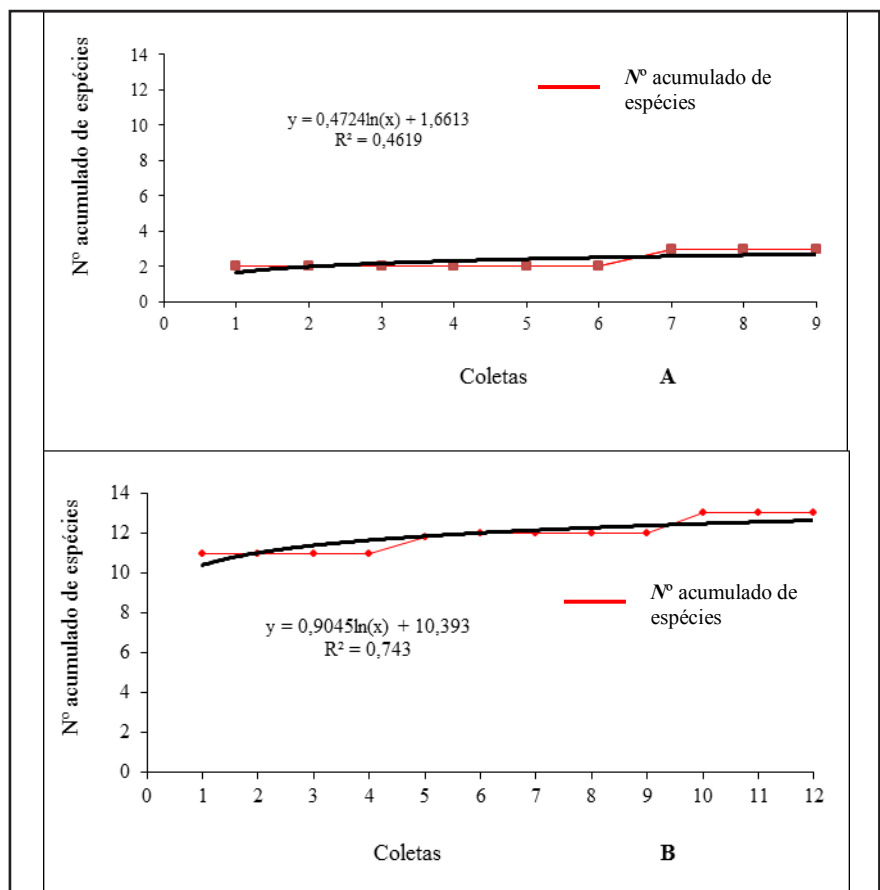 Nº acumulado de espécies
14
12
10
8
6
4
2
0
Nº acumulado de
espécies
y = 0,4724ln(x) + 1,6613
R² = 0,4619
0 1 2 3 4 5 6 7 8 9
Coletas A
Nº acumulado de espécies
14
12
10
8
6
4
2
0
Nº acumulado de
espécies
y = 0,9045ln(x) + 10,393
R² = 0,743
0 1 2 3 4 5 6 7 8 9 10 11 12
Coletas B